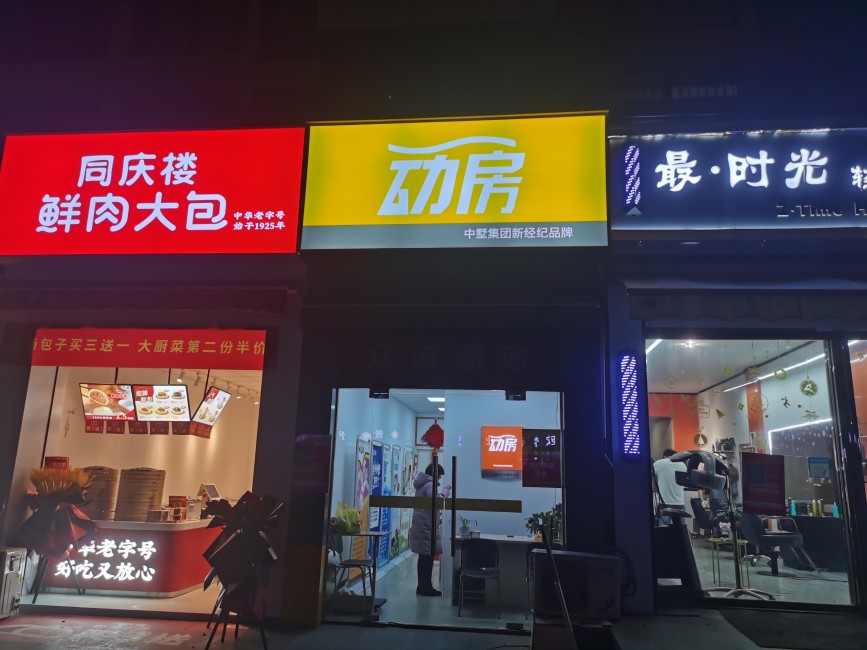 同庆楼
鲜肉大包
中华老字号
始于1925年
动房
中墅集团新经纪品牌
最·时光
Z·Time
包子买三送一 大厨菜第二份半价
动房
华老字号
好吃又放心